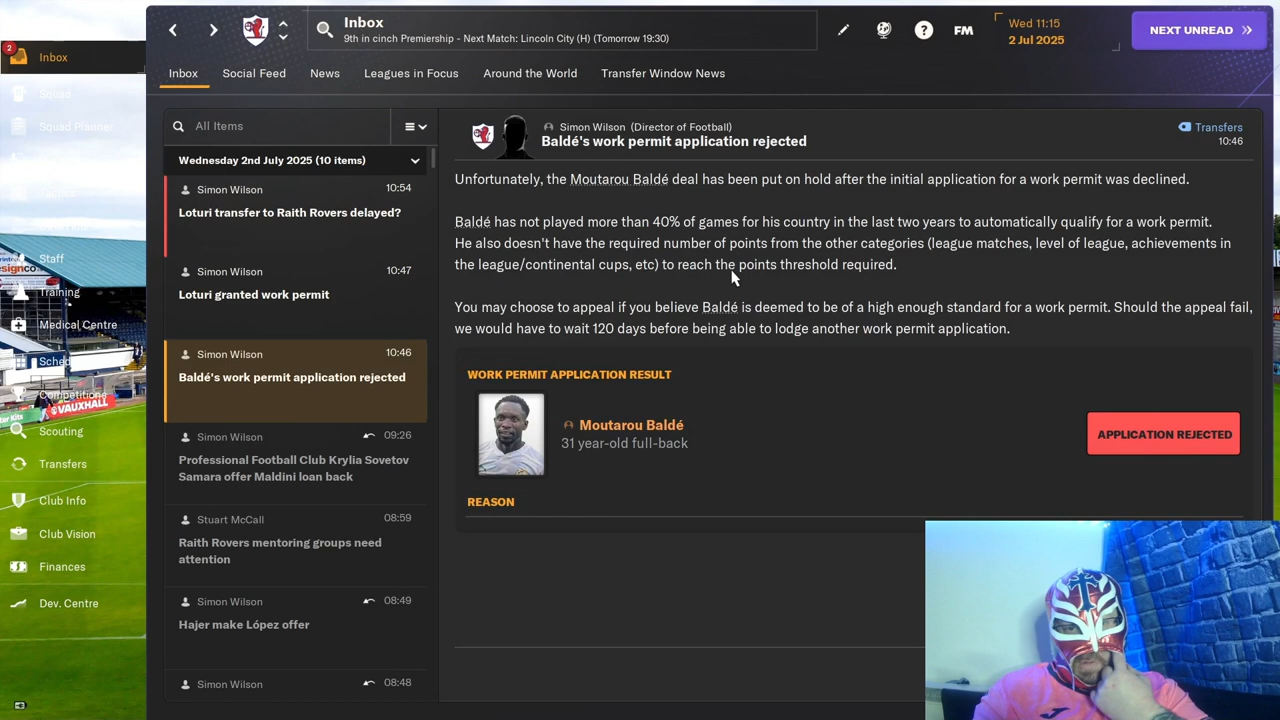 Inbox
9th in cinch Premiership - Next Match: Lincoln City (H) (Tomorrow 19:30)
FM
Wed 11:15
2 Jul 2025
NEXT UNREAD
2
Inbox
Squad
Squad Planner
Staff
Training
Medical Centre
Sched
Competitions
Scouting
Transfers
Club Info
Club Vision
Finances
Dev. Centre
VAUXHALL
Inbox
Social Feed
News
Leagues in Focus
Around the World
Transfer Window News
All Items
Wednesday 2nd July 2025 (10 items)
Simon Wilson 10:54
Loturi transfer to Raith Rovers delayed?
Simon Wilson 10:47
Loturi granted work permit
Simon Wilson 10:46
Baldé's work permit application rejected
Simon Wilson 09:26
Professional Football Club Krylia Sovetov
Samara offer Maldini loan back
Stuart McCall 08:59
Raith Rovers mentoring groups need
attention
Simon Wilson 08:49
Hajer make López offer
Simon Wilson 08:48
Simon Wilson (Director of Football)
Baldé's work permit application rejected
Transfers
10:46
Unfortunately, the Moutarou Baldé deal has been put on hold after the initial application for a work permit was declined.
Baldé has not played more than 40% of games for his country in the last two years to automatically qualify for a work permit.
He also doesn't have the required number of points from the other categories (league matches, level of league, achievements in
the league/continental cups, etc) to reach the points threshold required.
You may choose to appeal if you believe Baldé is deemed to be of a high enough standard for a work permit. Should the appeal fail,
we would have to wait 120 days before being able to lodge another work permit application.
WORK PERMIT APPLICATION RESULT
Moutarou Baldé
31 year-old full-back
APPLICATION REJECTED
REASON